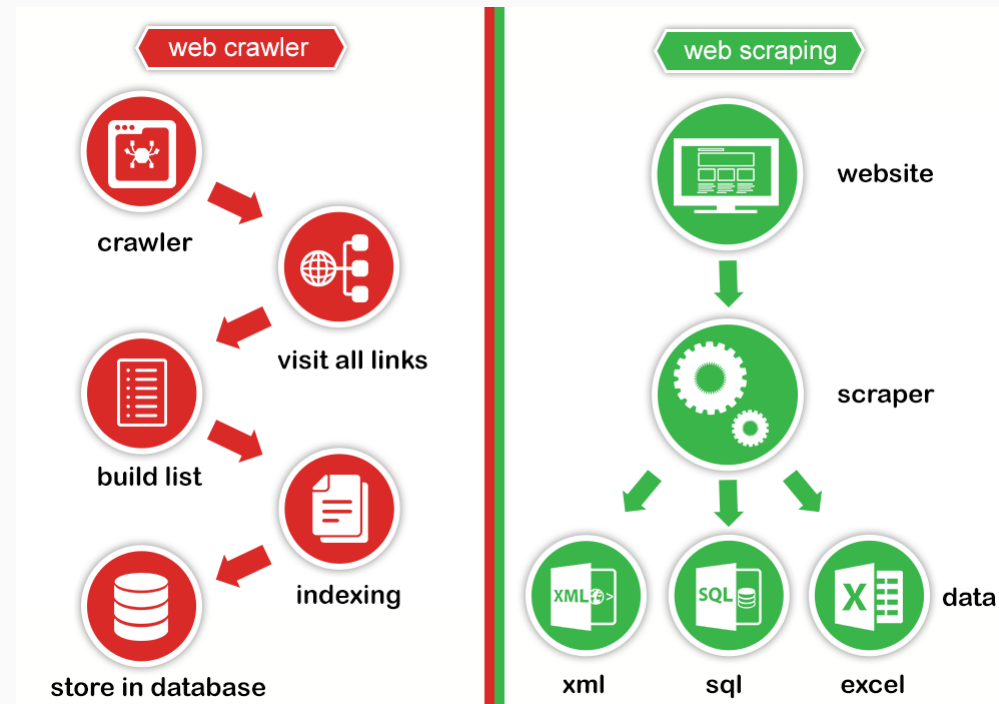 web crawler
crawler
visit all links
build list
indexing
store in database
web scraping
website
scraper
XML
SQL
X
data
xml
sql
excel